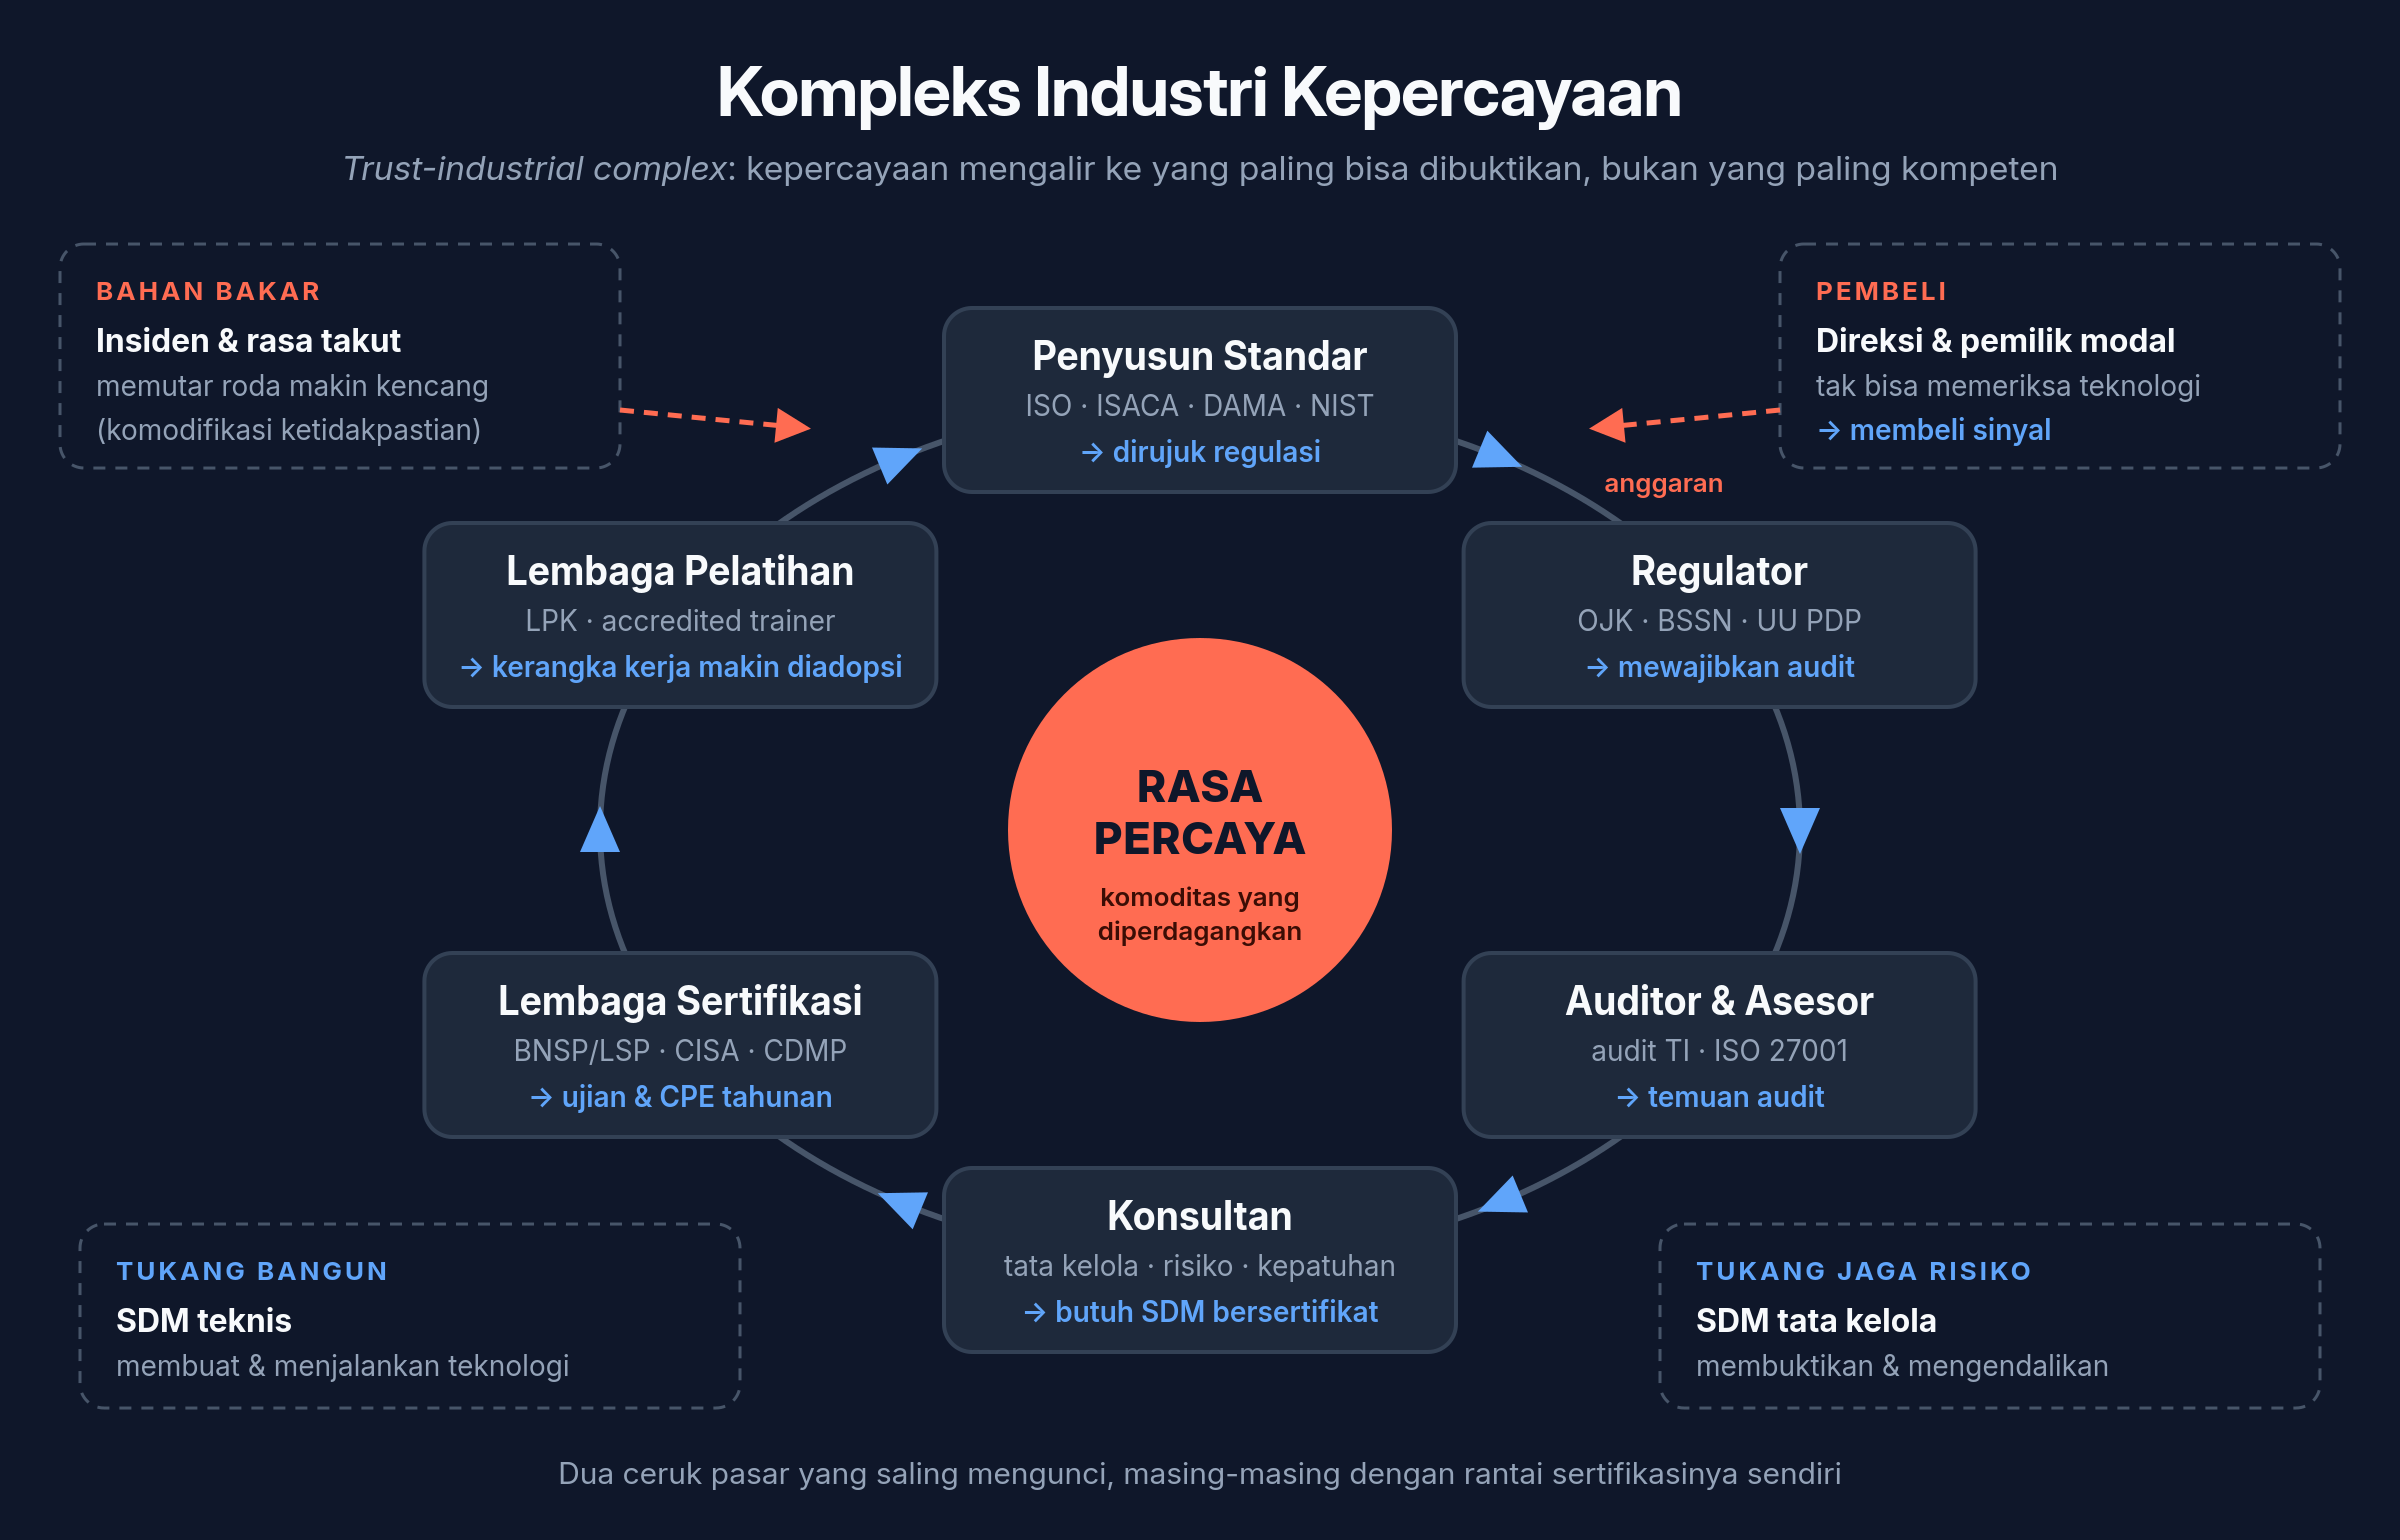 Kompleks Industri Kepercayaan
Trust-industrial complex: kepercayaan mengalir ke yang paling bisa dibuktikan, bukan yang paling kompeten
BAHAN BAKAR
Insiden & rasa takut
memutar roda makin kencang
(komodifikasi ketidakpastian)
PEMBELI
Direksi & pemilik modal
tak bisa memeriksa teknologi
→ membeli sinyal
anggaran
Penyusun Standar
ISO · ISACA · DAMA · NIST
→ dirujuk regulasi
Lembaga Pelatihan
LPK · accredited trainer
→ kerangka kerja makin diadopsi
Regulator
OJK · BSSN · UU PDP
→ mewajibkan audit
RASA
PERCAYA
komoditas yang
diperdagangkan
Lembaga Sertifikasi
BNSP/LSP · CISA · CDMP
→ ujian & CPE tahunan
Auditor & Asesor
audit TI · ISO 27001
→ temuan audit
Konsultan
tata kelola · risiko · kepatuhan
→ butuh SDM bersertifikat
TUKANG BANGUN
SDM teknis
membuat & menjalankan teknologi
TUKANG JAGA RISIKO
SDM tata kelola
membuktikan & mengendalikan
Dua ceruk pasar yang saling mengunci, masing-masing dengan rantai sertifikasinya sendiri